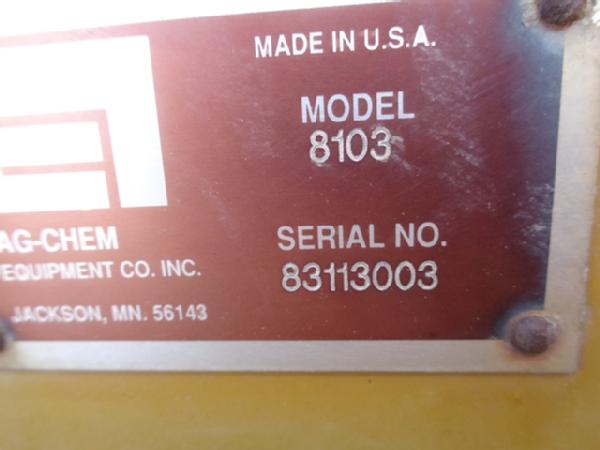 MADE IN U.S.A.
MODEL
8103
AG-CHEM
EQUIPMENT CO. INC.
JACKSON, MN. 56143
SERIAL NO.
83113003